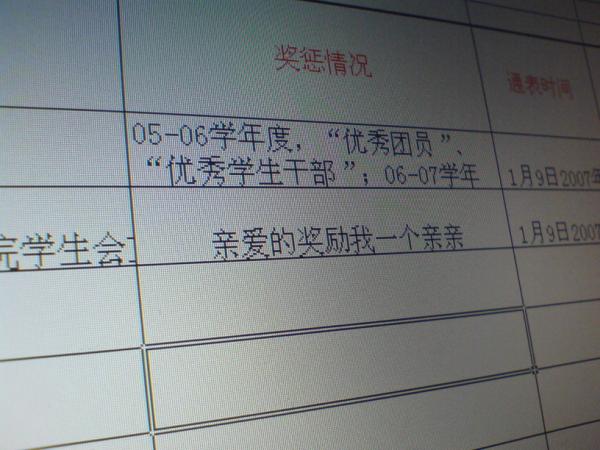 奖惩情况
通表时间
05-06学年度，“优秀团员”、
“优秀学生干部”；06-07学年
1月9日2007年
完学生会
亲爱的奖励我一个亲亲
1月9日2007